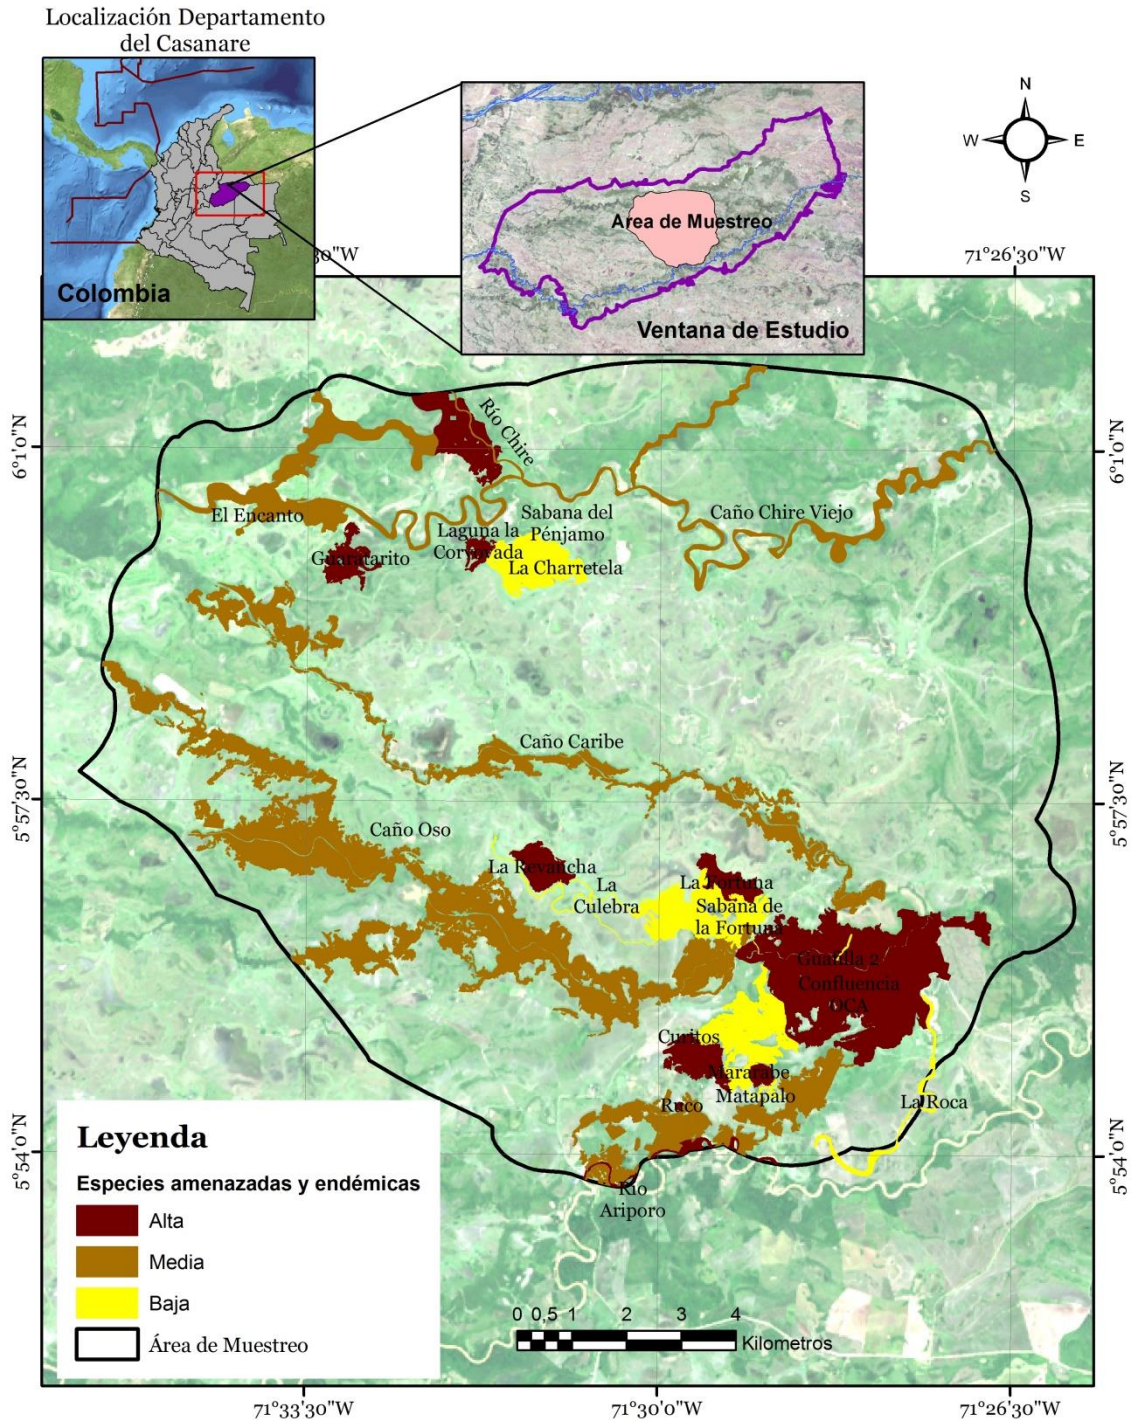 Localización Departamento
del Casanare
Colombia
Area de Muestreo
Ventana de Estudio
N
W
E
S
30"W
71°26'30"W
6°1'0"N
6°1'0"N
Río Chire
El Encanto
Sabana del
Pénjamo
Caño Chire Viejo
Laguna la
Guaratarito
La Charretela
Caño Caribe
5°57'30"N
5°57'30"N
Caño Oso
La Revancha
La
Culebra
La Fortuna
Sabana de
la Fortuna
Guafilla 2
Confluencia
OCA
Curitos
Mararabe
Matapalo
Ruco
La Roca
5°54'0"N
5°54'0"N
Río
Ariporo
Leyenda
Especies amenazadas y endémicas
Alta
Media
Baja
Área de Muestreo
0 0,5 1 2 3 4
Kilometros
71°33'30"W
71°30'0"W
71°26'30"W